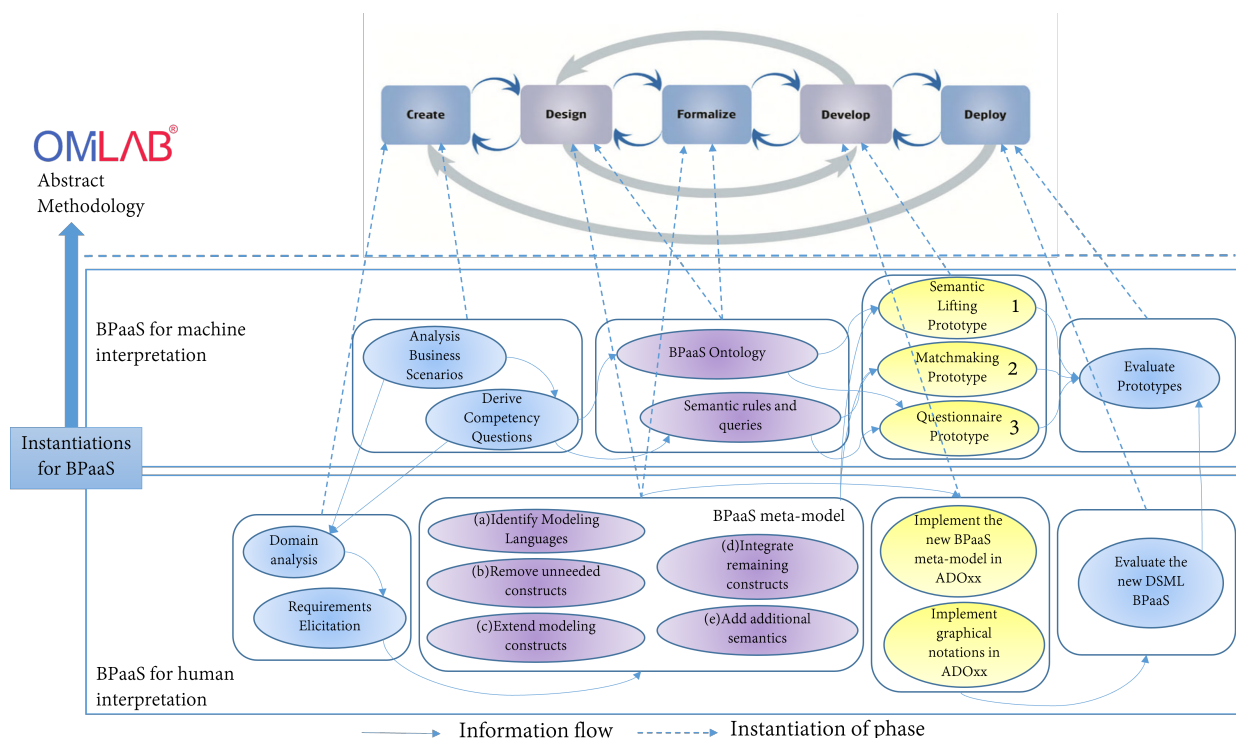 Create
Design
Formalize
Develop
Deploy
OMiLAB®
Abstract
Methodology
BPaaS for machine
interpretation
Analysis
Business
Scenarios
Derive
Competency
Questions
BPaaS Ontology
Semantic rules and
queries
Semantic
Lifting
Prototype
1
Matchmaking
Prototype
2
Questionnaire
Prototype
3
Evaluate
Prototypes
Instantiations
for BPaaS
Domain
analysis
Requirements
Elicitation
BPaaS meta-model
(a)Identify Modeling
Languages
(b)Remove unneeded
constructs
(c)Extend modeling
constructs
(d)Integrate
remaining
constructs
(e)Add additional
semantics
Implement the
new BPaaS
meta-model in
ADOxx
Implement
graphical
notations in
ADOxx
Evaluate the
new DSML
BPaaS
BPaaS for human
interpretation
Information flow
Instantiation of phase